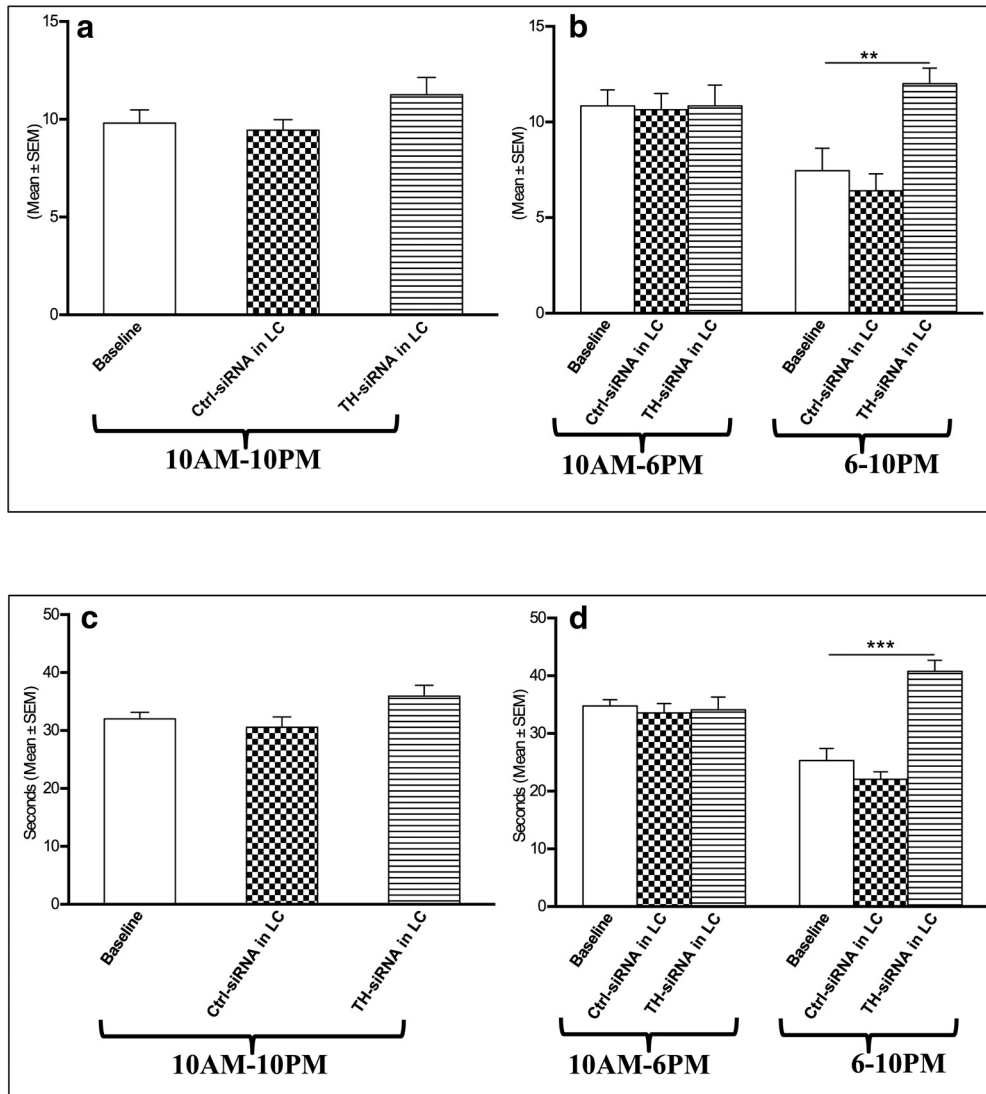 a
15
10
5
0
(Mean ± SEM)
Baseline
Ctrl-siRNA in LC
TH-siRNA in LC
10AM-10PM
b
15
10
5
0
(Mean ± SEM)
**
Baseline
Ctrl-siRNA in LC
TH-siRNA in LC
10AM-6PM
Baseline
Ctrl-siRNA in LC
TH-siRNA in LC
6-10PM
c
50
40
30
20
10
0
Seconds (Mean ± SEM)
Baseline
Ctrl-siRNA in LC
TH-siRNA in LC
10AM-10PM
d
50
40
30
20
10
0
Seconds (Mean ± SEM)
***
Baseline
Ctrl-siRNA in LC
TH-siRNA in LC
10AM-6PM
Baseline
Ctrl-siRNA in LC
TH-siRNA in LC
6-10PM